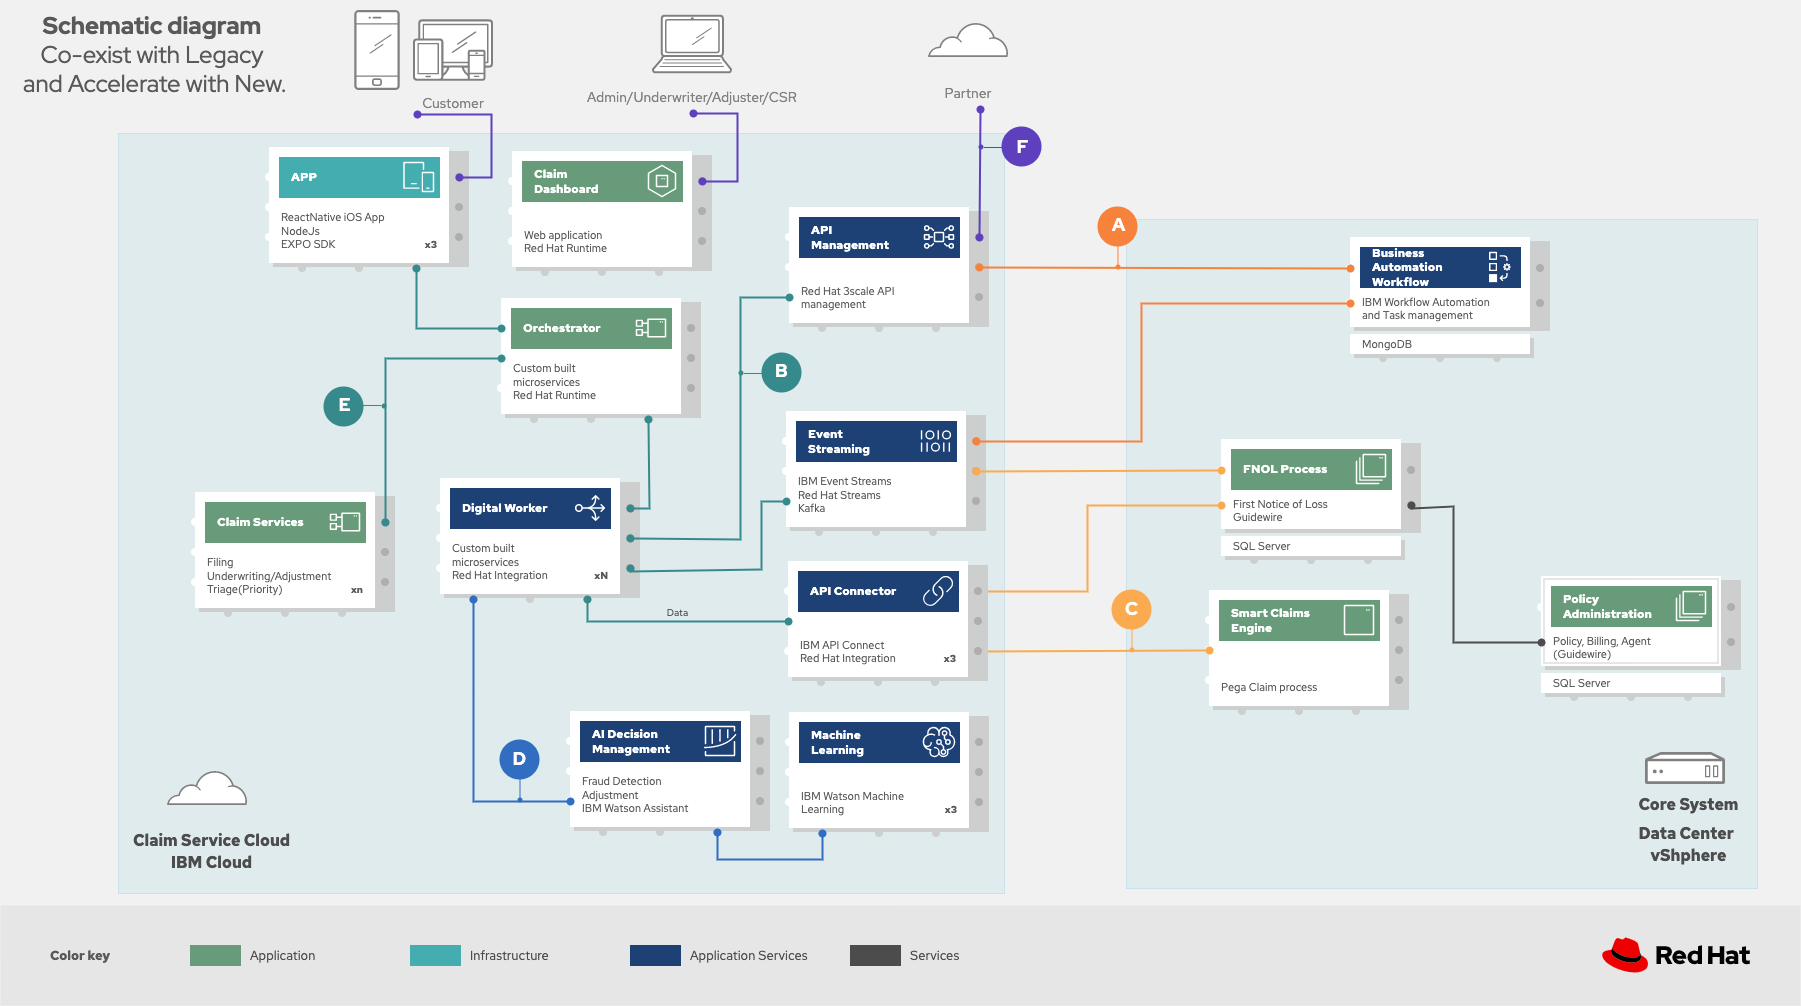 Schematic diagram
Co-exist with Legacy
and Accelerate with New.
Customer
Admin/Underwriter/Adjuster/CSR
Partner
F
APP
ReactNative iOS App
NodeJs
EXPO SDK
x3
Claim
Dashboard
Web application
Red Hat Runtime
API
Management
Red Hat 3scale API
management
A
Business
Automation
Workflow
IBM Workflow Automation
and Task management
MongoDB
Orchestrator
Custom built
microservices
Red Hat Runtime
B
E
Event
Streaming
IOIO
IIOII
IBM Event Streams
Red Hat Streams
Kafka
FNOL Process
First Notice of Loss
Guidewire
SQL Server
Claim Services
Filing
Underwriting/Adjustment
Triage(Priority)
xn
Digital Worker
Custom built
microservices
Red Hat Integration
xN
Data
API Connector
IBM API Connect
Red Hat Integration
x3
C
Smart Claims
Engine
Pega Claim process
Policy
Administration
Policy, Billing, Agent
(Guidewire)
SQL Server
D
AI Decision
Management
Fraud Detection
Adjustment
IBM Watson Assistant
Machine
Learning
IBM Watson Machine
Learning
x3
Claim Service Cloud
IBM Cloud
Core System
Data Center
vShphere
Color key
Application
Infrastructure
Application Services
Services
Red Hat